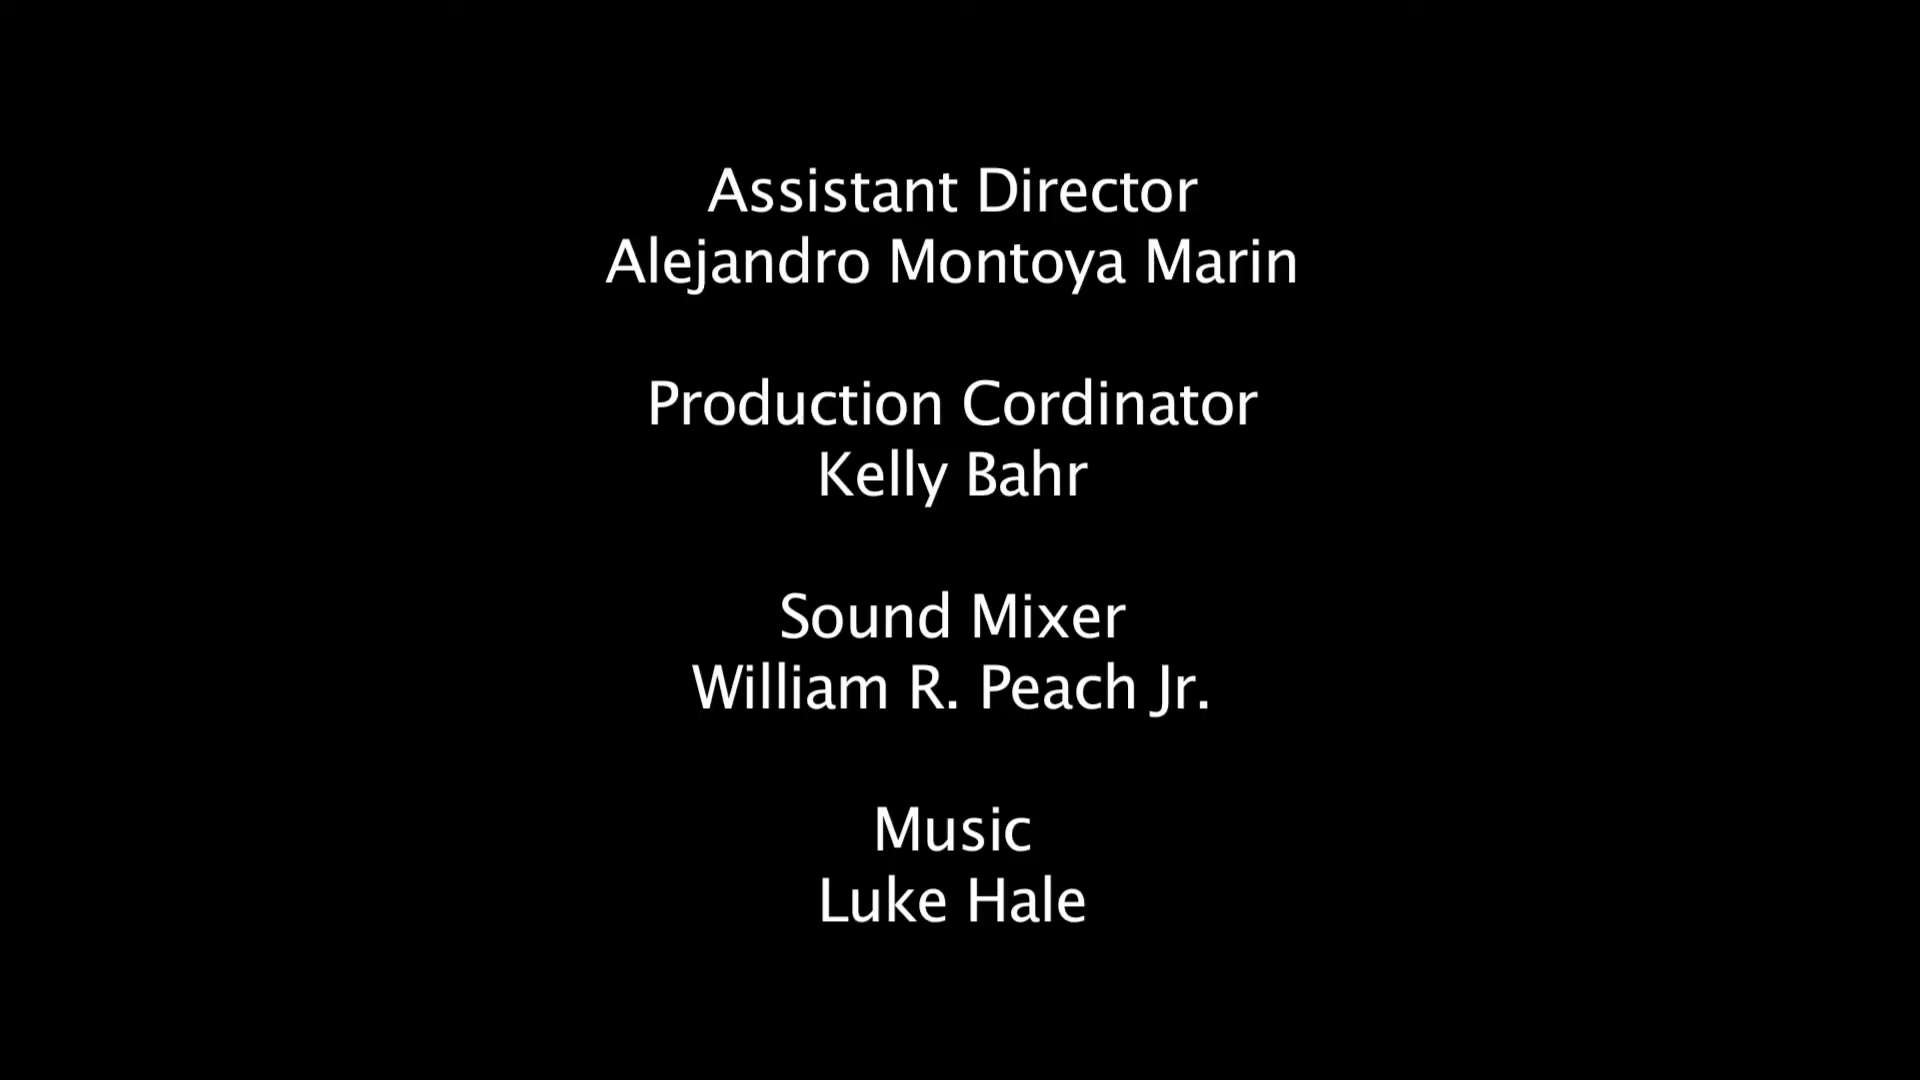 Assistant Director
Alejandro Montoya Marin
Production Cordinator
Kelly Bahr
Sound Mixer
William R. Peach Jr.
Music
Luke Hale